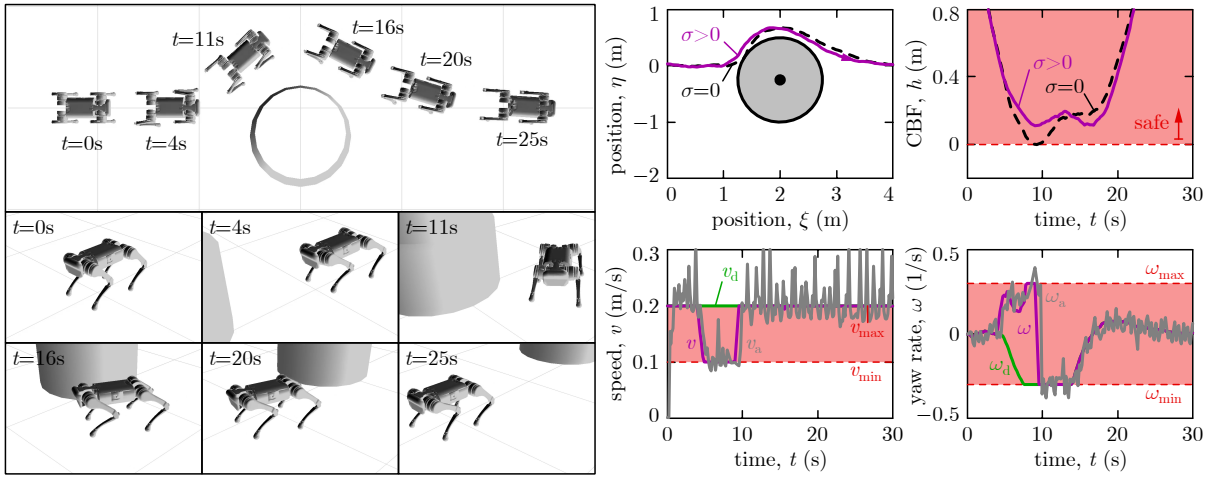 t=0s
t=4s
t=11s
t=16s
t=20s
t=25s
t=0s
t=4s
t=11s
t=16s
t=20s
t=25s
position, η (m)
1
0
−1
−2
σ>0
σ=0
0 1 2 3 4
position, ξ (m)
CBF, h (m)
0.8
0.4
0
σ>0
σ=0
safe
0 10 20 30
time, t (s)
speed, v (m/s)
0.3
0.2
0.1
0
v_d
v
v_a
v_max
v_min
0 10 20 30
time, t (s)
yaw rate, ω (1/s)
0.5
0
−0.5
ω_max
ω_a
ω
ω_d
ω_min
0 10 20 30
time, t (s)